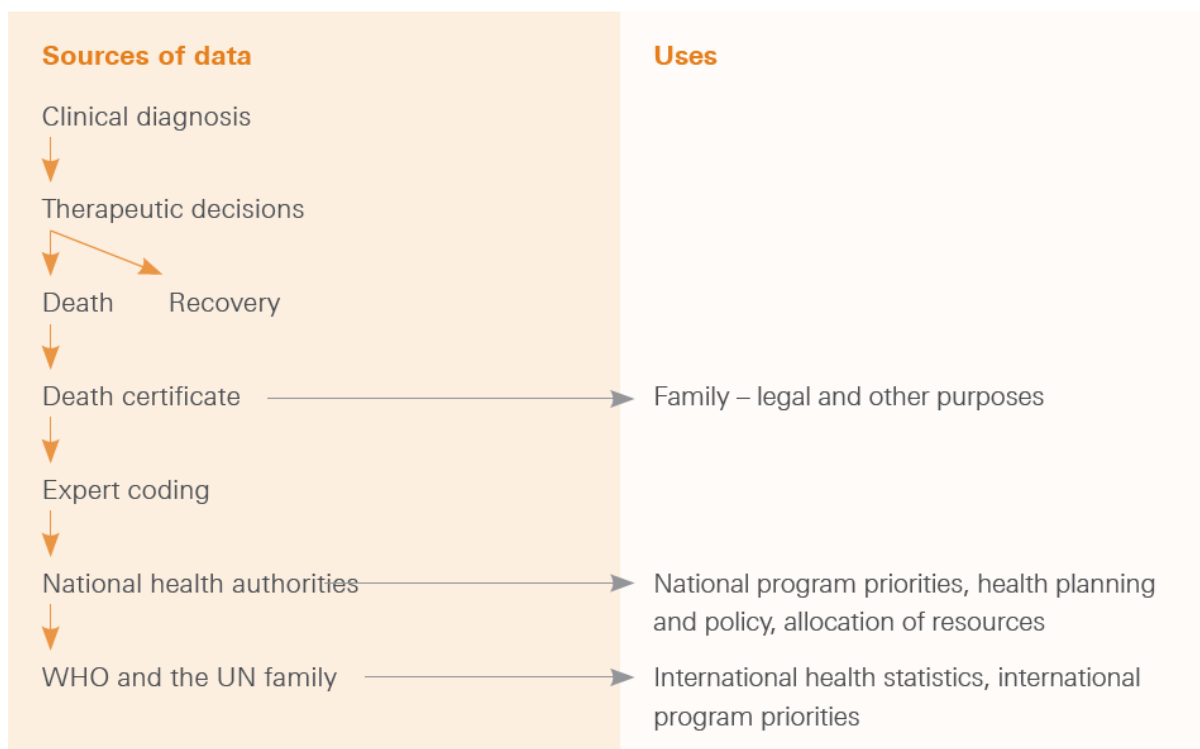 Sources of data
Uses
Clinical diagnosis
Therapeutic decisions
Death
Recovery
Death certificate
Family – legal and other purposes
Expert coding
National health authorities
National program priorities, health planning
and policy, allocation of resources
WHO and the UN family
International health statistics, international
program priorities